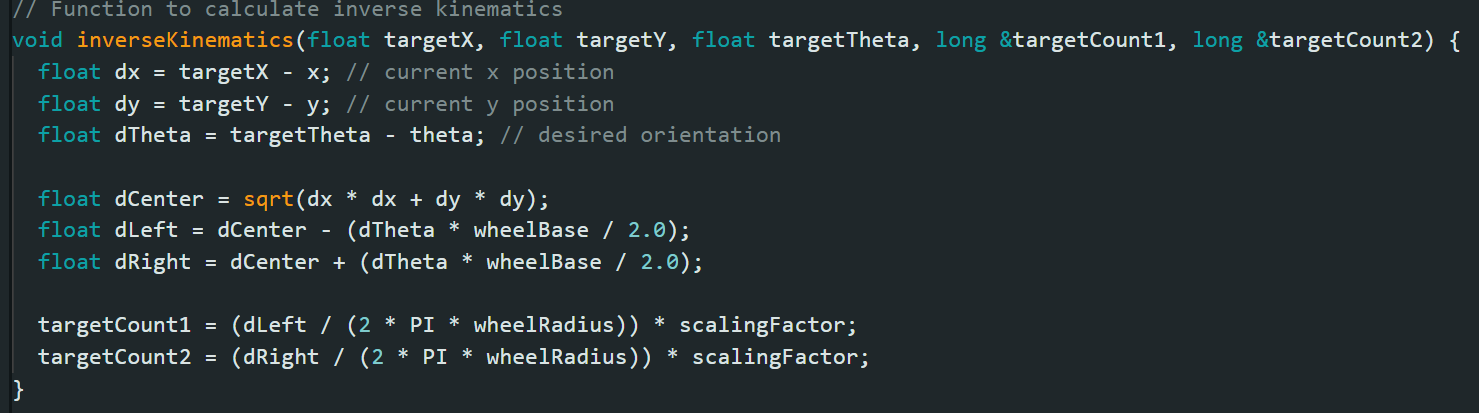 // Function to calculate inverse kinematics
void inverseKinematics(float targetX, float targetY, float targetTheta, long &targetCount1, long &targetCount2) {
  float dx = targetX - x; // current x position
  float dy = targetY - y; // current y position
  float dTheta = targetTheta - theta; // desired orientation

  float dCenter = sqrt(dx * dx + dy * dy);
  float dLeft = dCenter - (dTheta * wheelBase / 2.0);
  float dRight = dCenter + (dTheta * wheelBase / 2.0);

  targetCount1 = (dLeft / (2 * PI * wheelRadius)) * scalingFactor;
  targetCount2 = (dRight / (2 * PI * wheelRadius)) * scalingFactor;
}